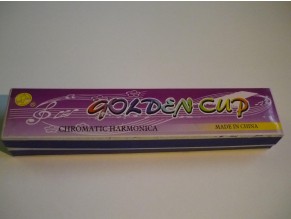 GOLDEN CUP
CHROMATIC HARMONICA
MADE IN CHINA